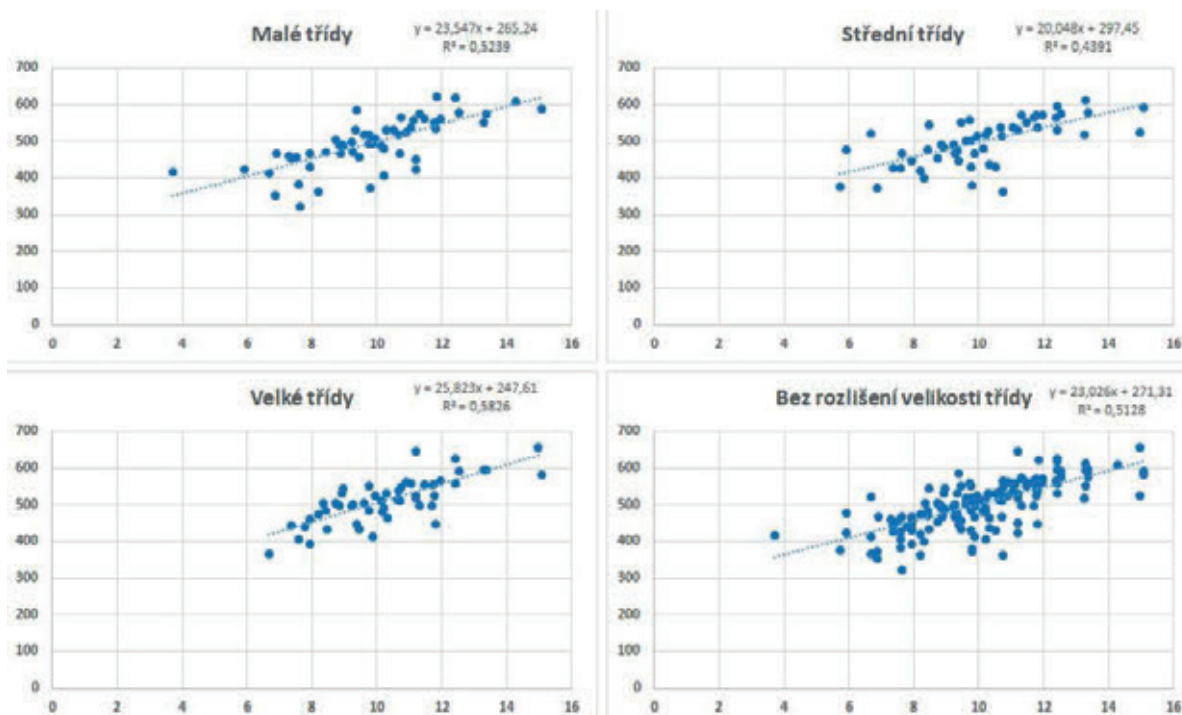 Malé třídy
y = 23,547x + 265,24
R² = 0,5239
700
600
500
400
300
200
100
0
0 2 4 6 8 10 12 14 16
Střední třídy
y = 20,048x + 297,45
R² = 0,4391
700
600
500
400
300
200
100
0
0 2 4 6 8 10 12 14 16
Velké třídy
y = 25,823x + 247,61
R² = 0,5826
700
600
500
400
300
200
100
0
0 2 4 6 8 10 12 14 16
Bez rozlišení velikosti třídy
y = 23,026x + 271,31
R² = 0,5128
700
600
500
400
300
200
100
0
0 2 4 6 8 10 12 14 16